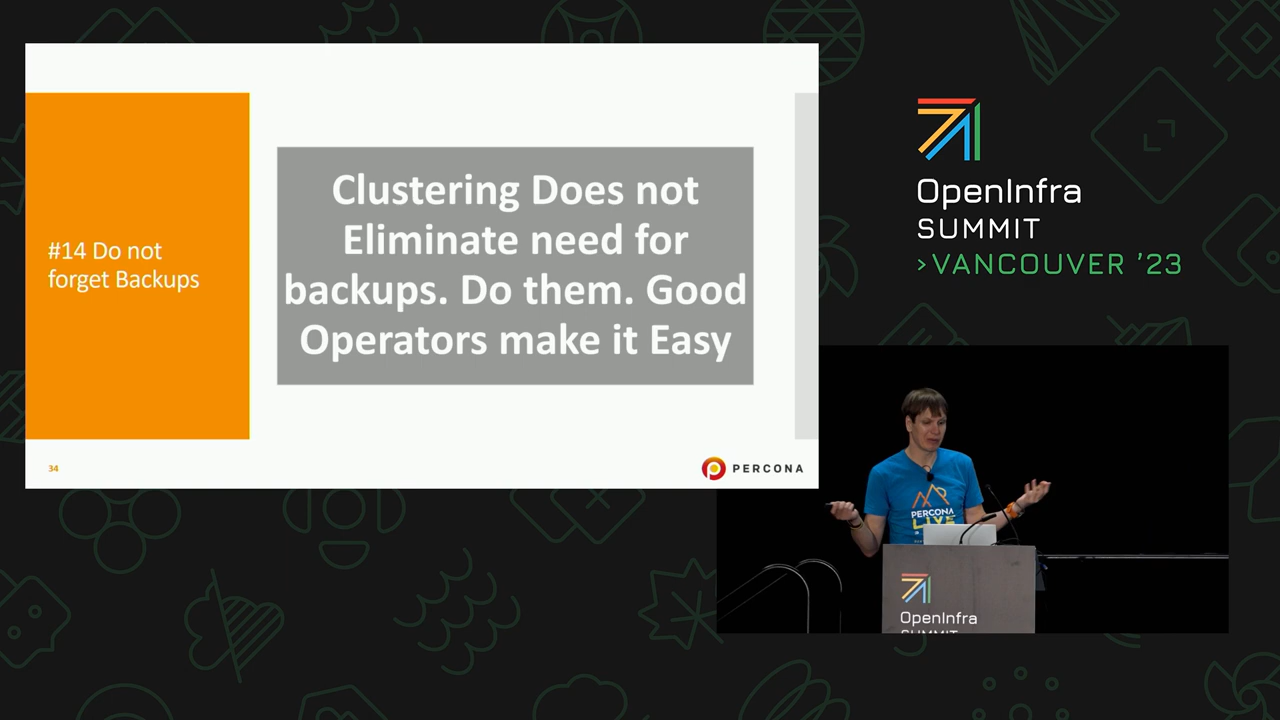 #14 Do not
forget Backups
Clustering Does not
Eliminate need for
backups. Do them. Good
Operators make it Easy
34
PERCONA
OpenInfra
SUMMIT
>VANCOUVER '23
PERCONA
LIVE
OpenInfra
SUMMIT